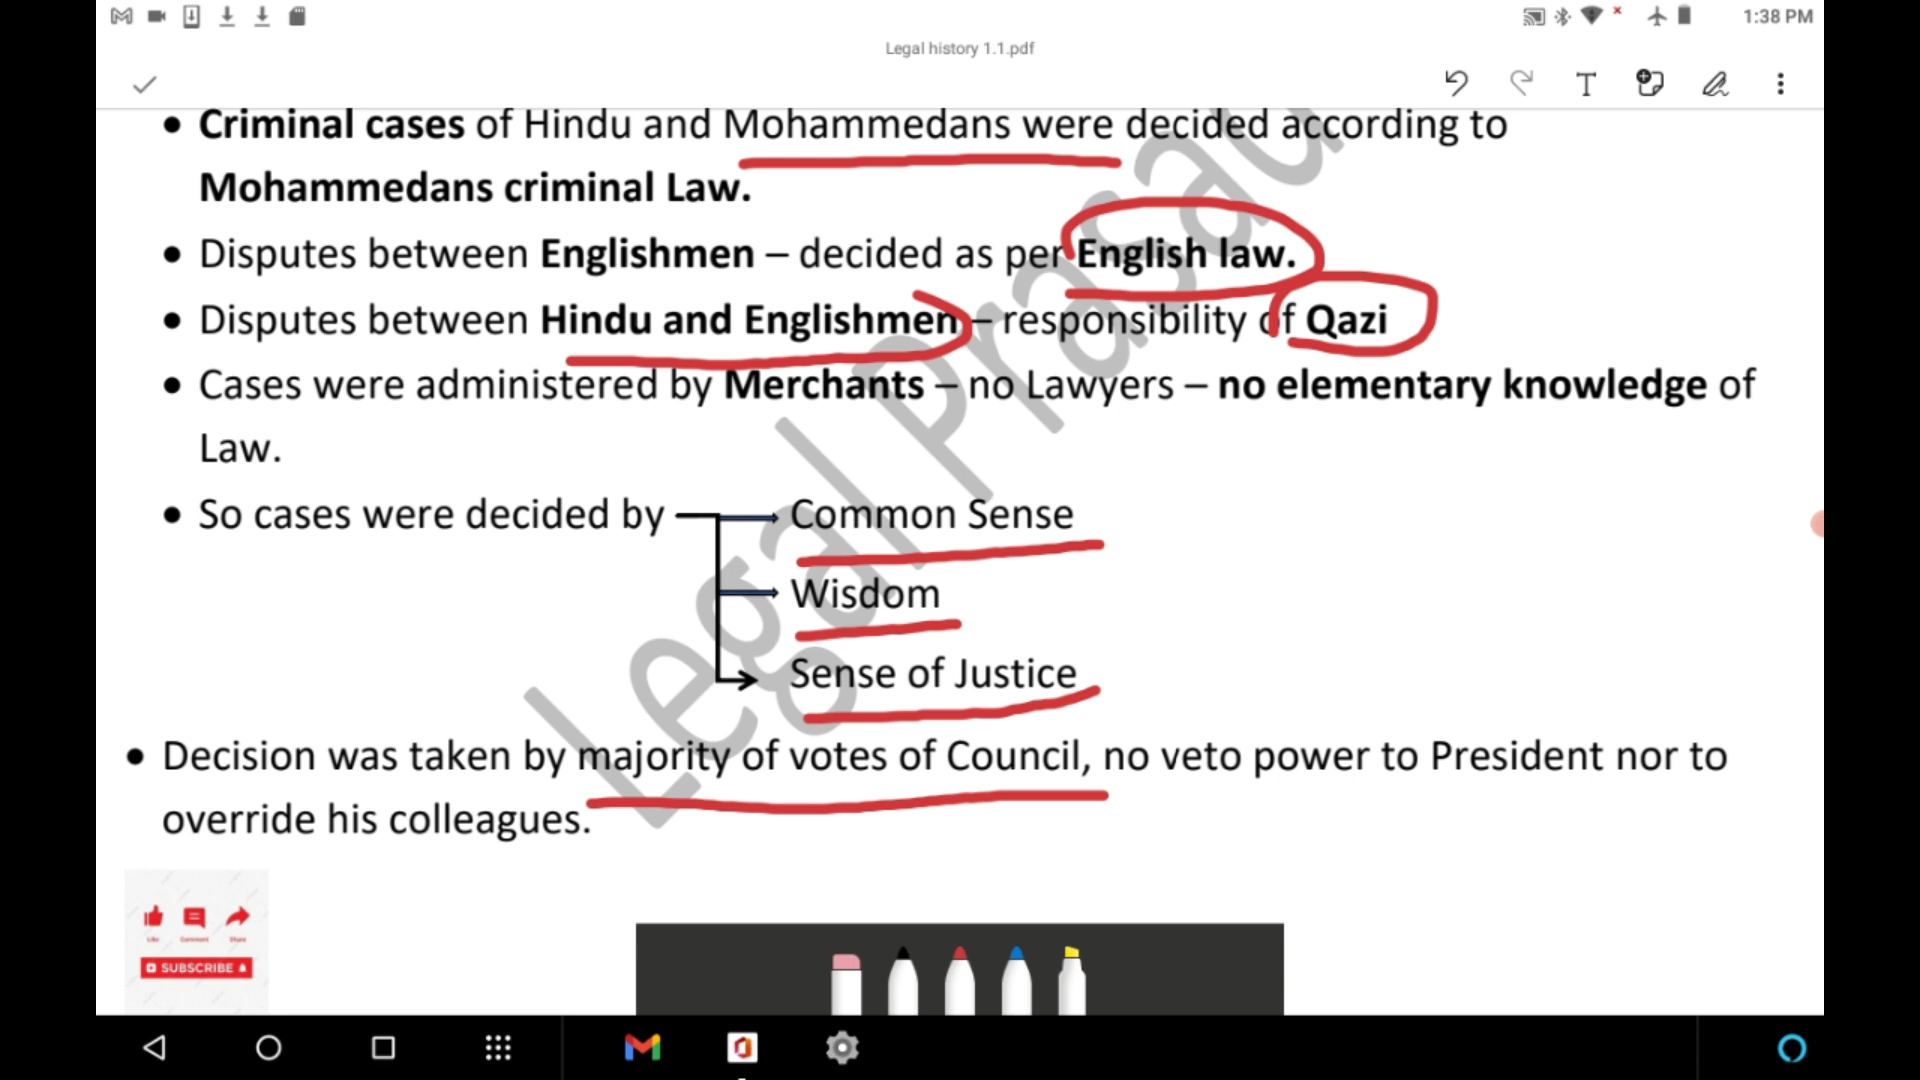 1:38 PM
Legal history 1.1.pdf
T
• Criminal cases of Hindu and Mohammedans were decided according to
Mohammedans criminal Law.
• Disputes between Englishmen – decided as per English law.
• Disputes between Hindu and Englishmen – responsibility of Qazi
• Cases were administered by Merchants – no Lawyers – no elementary knowledge of
Law.
• So cases were decided by Common Sense
Wisdom
Sense of Justice
• Decision was taken by majority of votes of Council, no veto power to President nor to
override his colleagues.
Legal Prasad
Like Comment Share
SUBSCRIBE